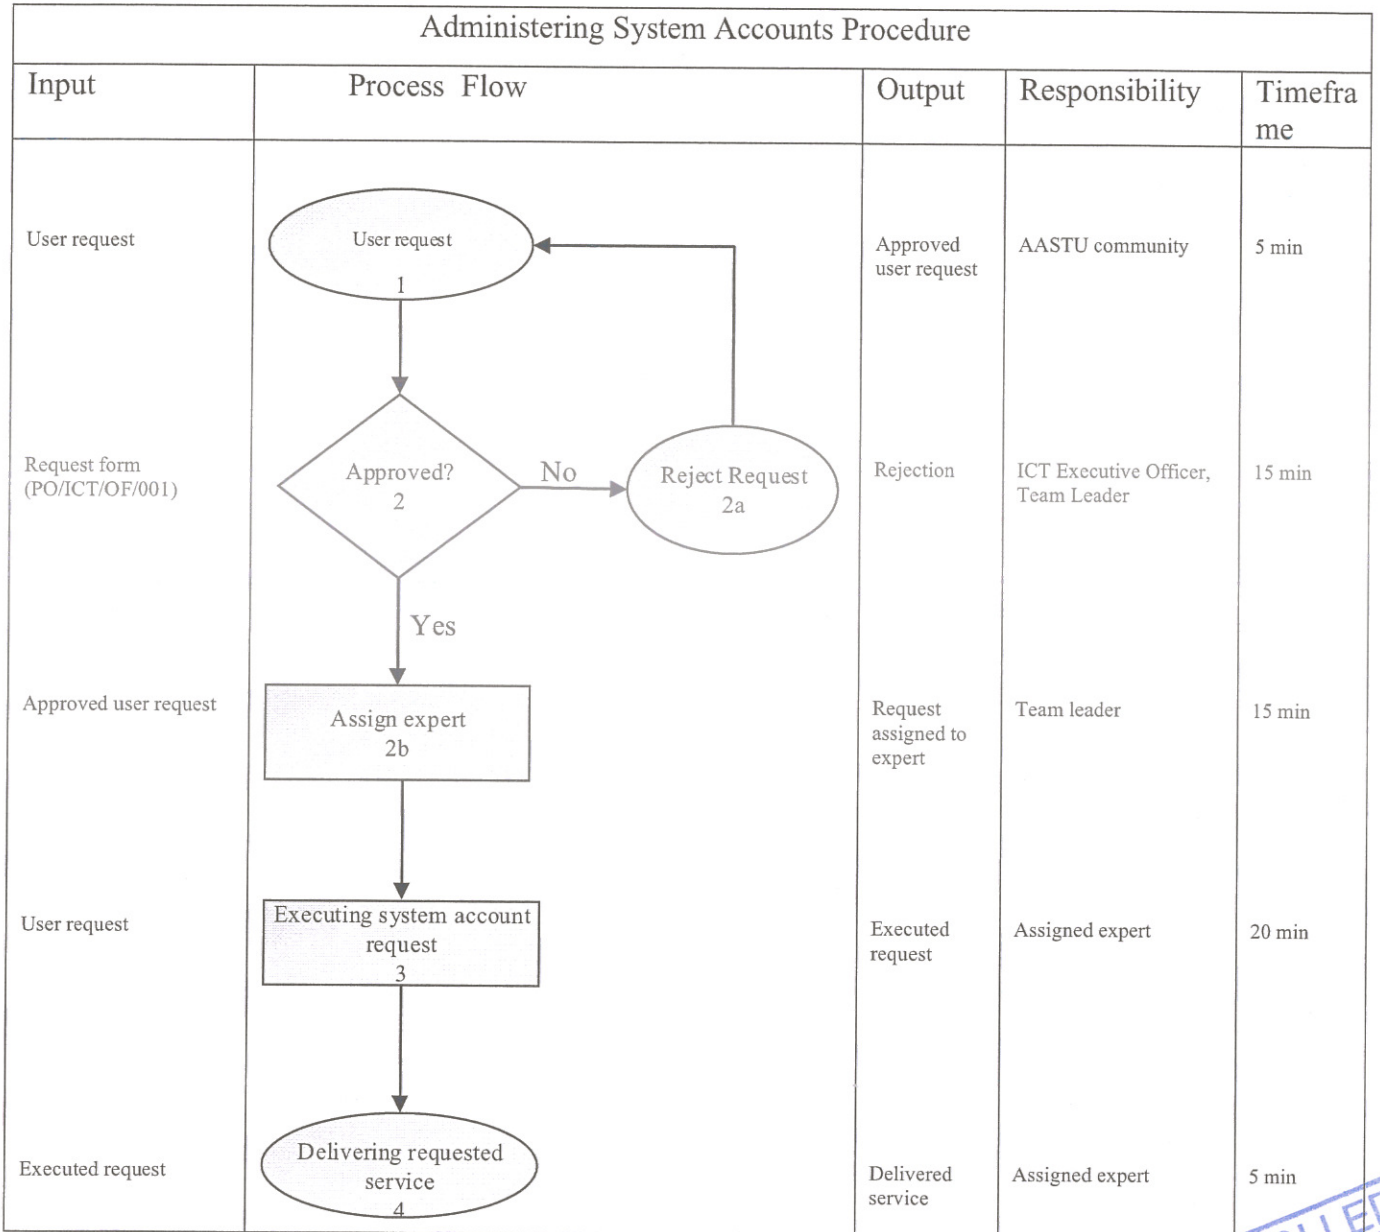 Administering System Accounts Procedure
Input
Process Flow
Output
Responsibility
Timefra
me
User request
User request
1
Approved
user request
AASTU community
5 min
Request form
(PO/ICT/OF/001)
Approved?
2
No
Reject Request
2a
Rejection
ICT Executive Officer,
Team Leader
15 min
Yes
Approved user request
Assign expert
2b
Request
assigned to
expert
Team leader
15 min
User request
Executing system account
request
3
Executed
request
Assigned expert
20 min
Executed request
Delivering requested
service
4
Delivered
service
Assigned expert
5 min